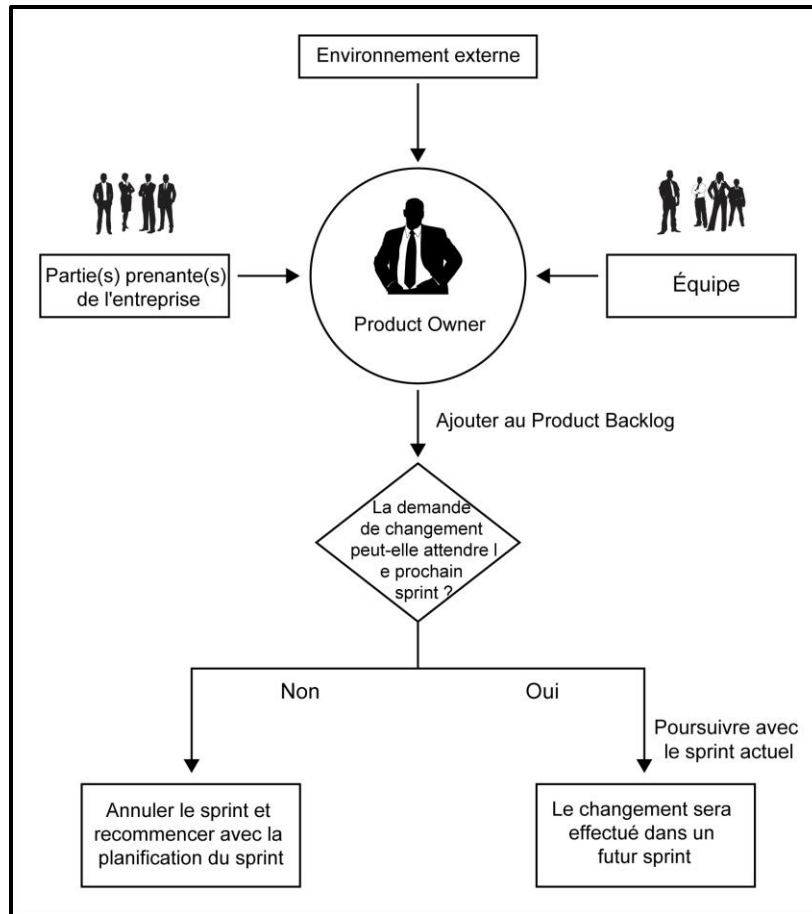 Environnement externe
Partie(s) prenante(s)
de l'entreprise
Product Owner
Équipe
Ajouter au Product Backlog
La demande
de changement
peut-elle attendre l
e prochain
sprint ?
Non
Oui
Poursuivre avec
le sprint actuel
Annuler le sprint et
recommencer avec la
planification du sprint
Le changement sera
effectué dans un
futur sprint